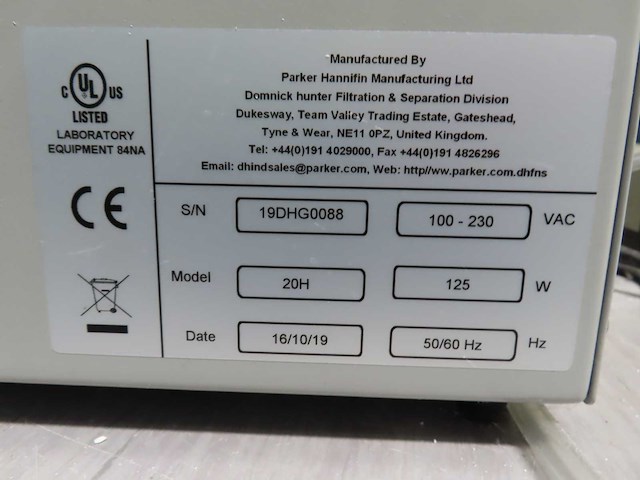 Manufactured By
Parker Hannifin Manufacturing Ltd
Domnick hunter Filtration & Separation Division
Dukesway, Team Valley Trading Estate, Gateshead,
Tyne & Wear, NE11 0PZ, United Kingdom.
Tel: +44(0)191 4029000, Fax +44(0)191 4826296
Email: dhindsales@parker.com, Web: http//ww.parker.com.dhfns
C UL US
LISTED
LABORATORY
EQUIPMENT 84NA
CE
S/N 19DHG0088 100 - 230 VAC
Model 20H 125 W
Date 16/10/19 50/60 Hz Hz